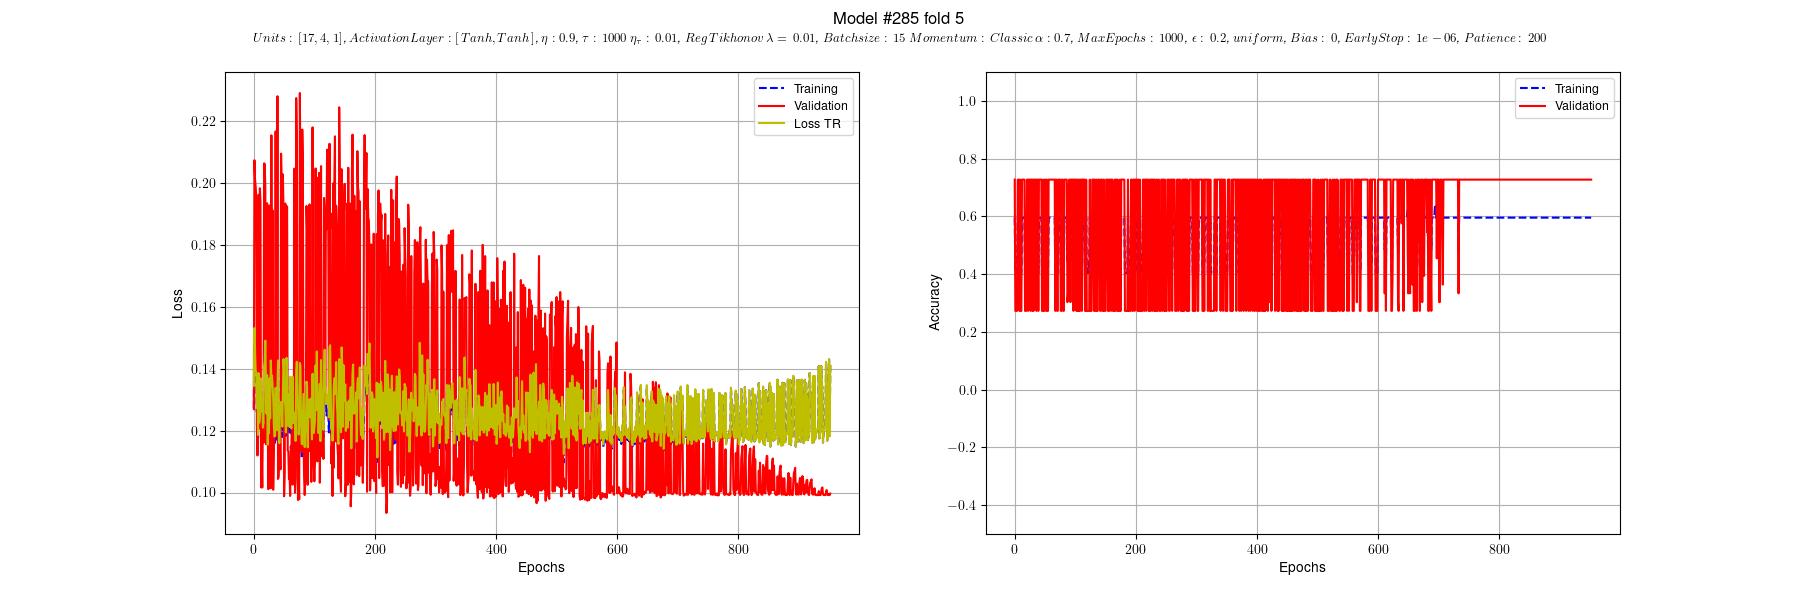 Model #285 fold 5
Units : [17, 4, 1], ActivationLayer : [Tanh, Tanh], η : 0.9, τ : 1000 η_τ : 0.01, RegTikhonov λ = 0.01, Batchsize : 15 Momentum : Classic α : 0.7, MaxEpochs : 1000, ϵ : 0.2, uniform, Bias : 0, EarlyStop : 1e − 06, Patience : 200
Training
Validation
Loss TR
0.22
0.20
0.18
0.16
0.14
0.12
0.10
Loss
0 200 400 600 800
Epochs
Training
Validation
1.0
0.8
0.6
0.4
0.2
0.0
−0.2
−0.4
Accuracy
0 200 400 600 800
Epochs